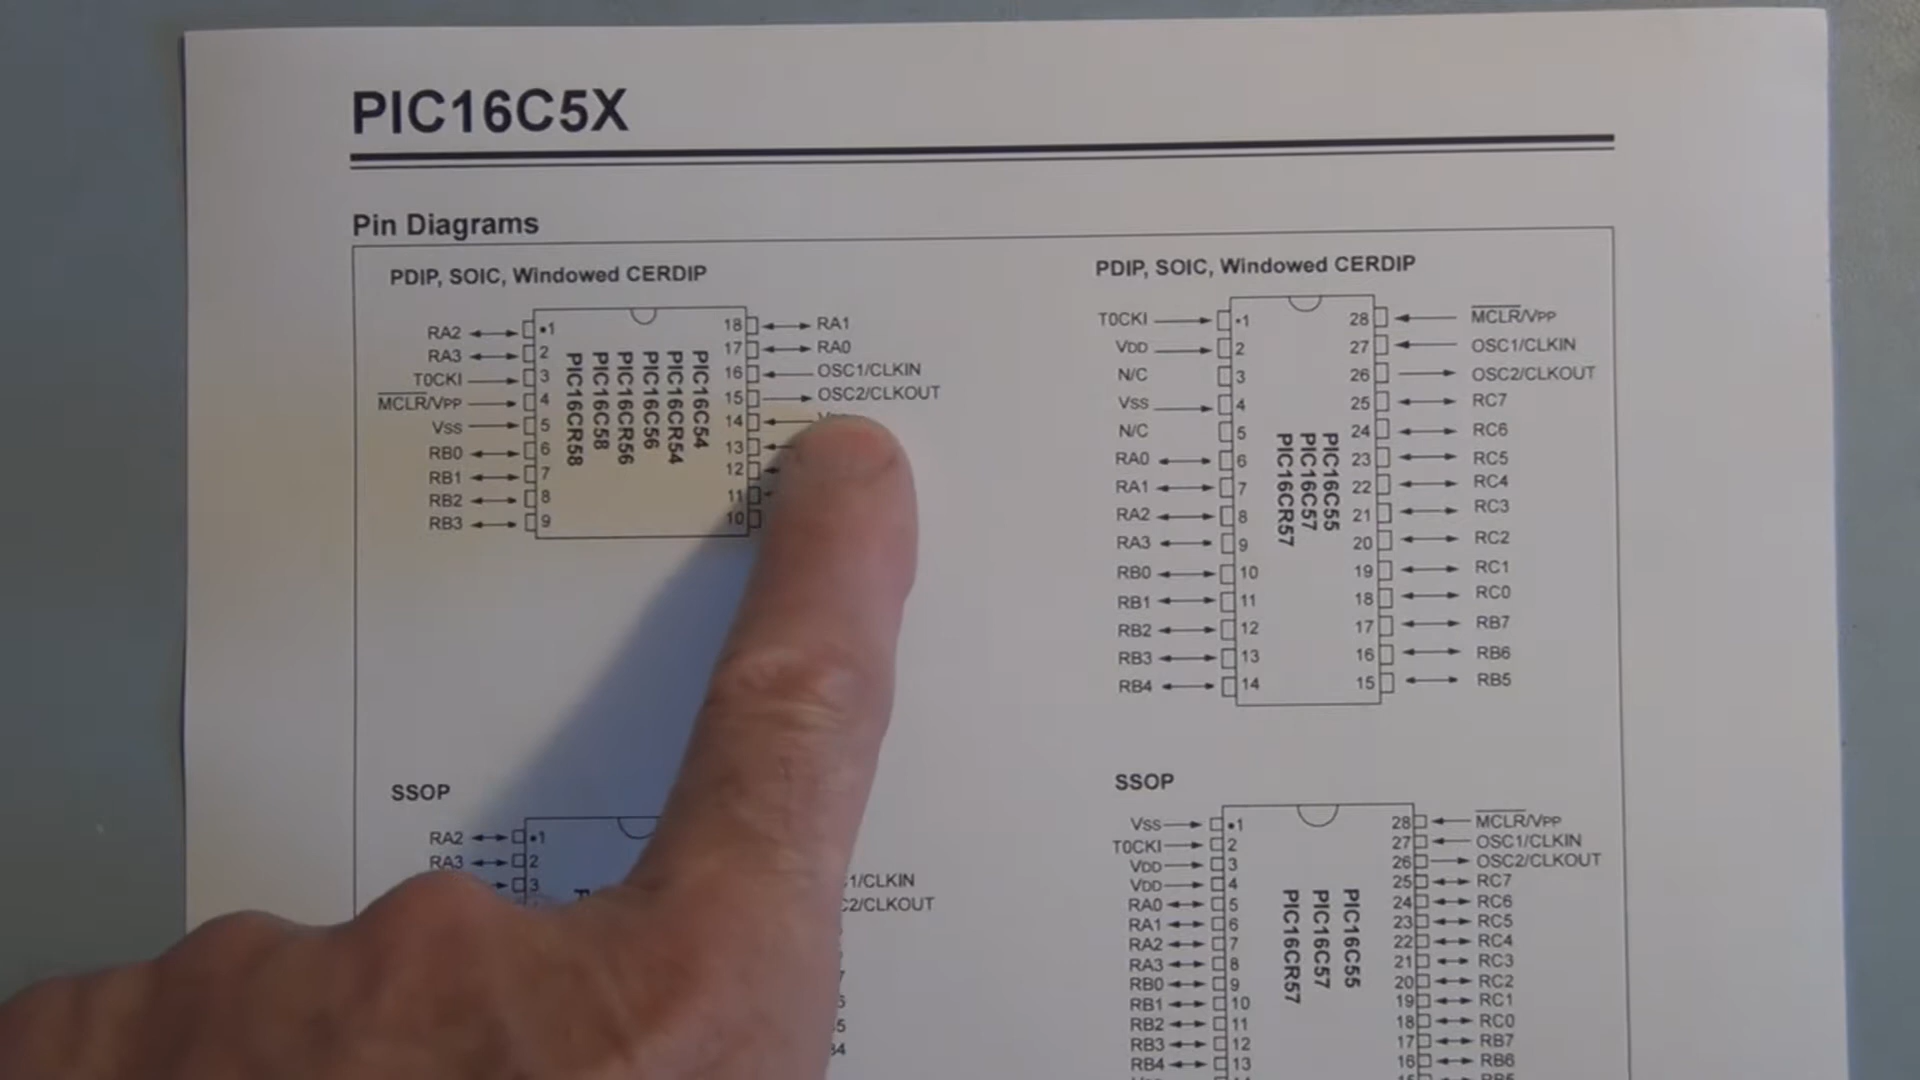 PIC16C5X
Pin Diagrams
PDIP, SOIC, Windowed CERDIP
RA2 •1 18 RA1
RA3 2 17 RA0
T0CKI 3 16 OSC1/CLKIN
MCLR/VPP 4 15 OSC2/CLKOUT
VSS 5 14
RB0 6 13
RB1 7 12
RB2 8 11
RB3 9 10
PIC16CR58
PIC16C58
PIC16CR56
PIC16C56
PIC16CR54
PIC16C54
PDIP, SOIC, Windowed CERDIP
T0CKI •1 28 MCLR/VPP
VDD 2 27 OSC1/CLKIN
N/C 3 26 OSC2/CLKOUT
VSS 4 25 RC7
N/C 5 24 RC6
RA0 6 23 RC5
RA1 7 22 RC4
RA2 8 21 RC3
RA3 9 20 RC2
RB0 10 19 RC1
RB1 11 18 RC0
RB2 12 17 RB7
RB3 13 16 RB6
RB4 14 15 RB5
PIC16CR57
PIC16C57
PIC16C55
SSOP
RA2 •1
RA3 2
3
1/CLKIN
2/CLKOUT
SSOP
VSS •1 28 MCLR/VPP
T0CKI 2 27 OSC1/CLKIN
VDD 3 26 OSC2/CLKOUT
VDD 4 25 RC7
RA0 5 24 RC6
RA1 6 23 RC5
RA2 7 22 RC4
RA3 8 21 RC3
RB0 9 20 RC2
RB1 10 19 RC1
RB2 11 18 RC0
RB3 12 17 RB7
RB4 13 16 RB6
PIC16CR57
PIC16C57
PIC16C55